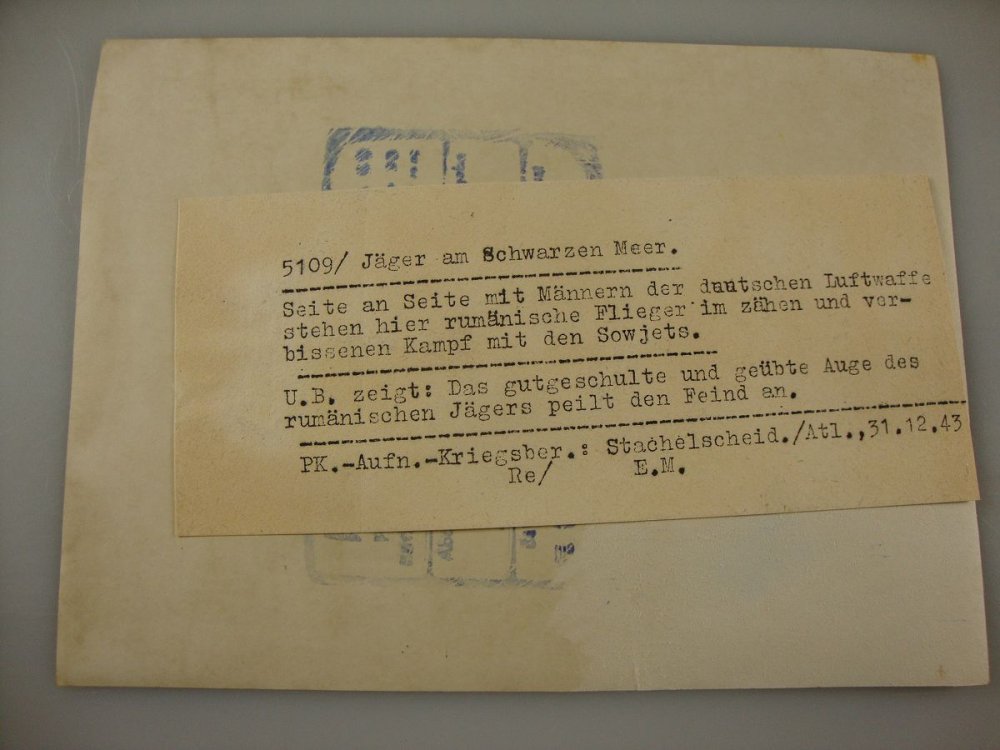 5109/ Jäger am Schwarzen Meer.
Seite an Seite mit Männern der dautschen Luftwaffe
stehen hier rumänische Flieger im zähen und ver-
bissenen Kampf mit den Sowjets.
U.B. zeigt: Das gutgeschulte und geübte Auge des
rumänischen Jägers peilt den Feind an.
PK.-Aufn.-Kriegsber.: Stachelscheid./Atl.,31.12.43
Re/ E.M.